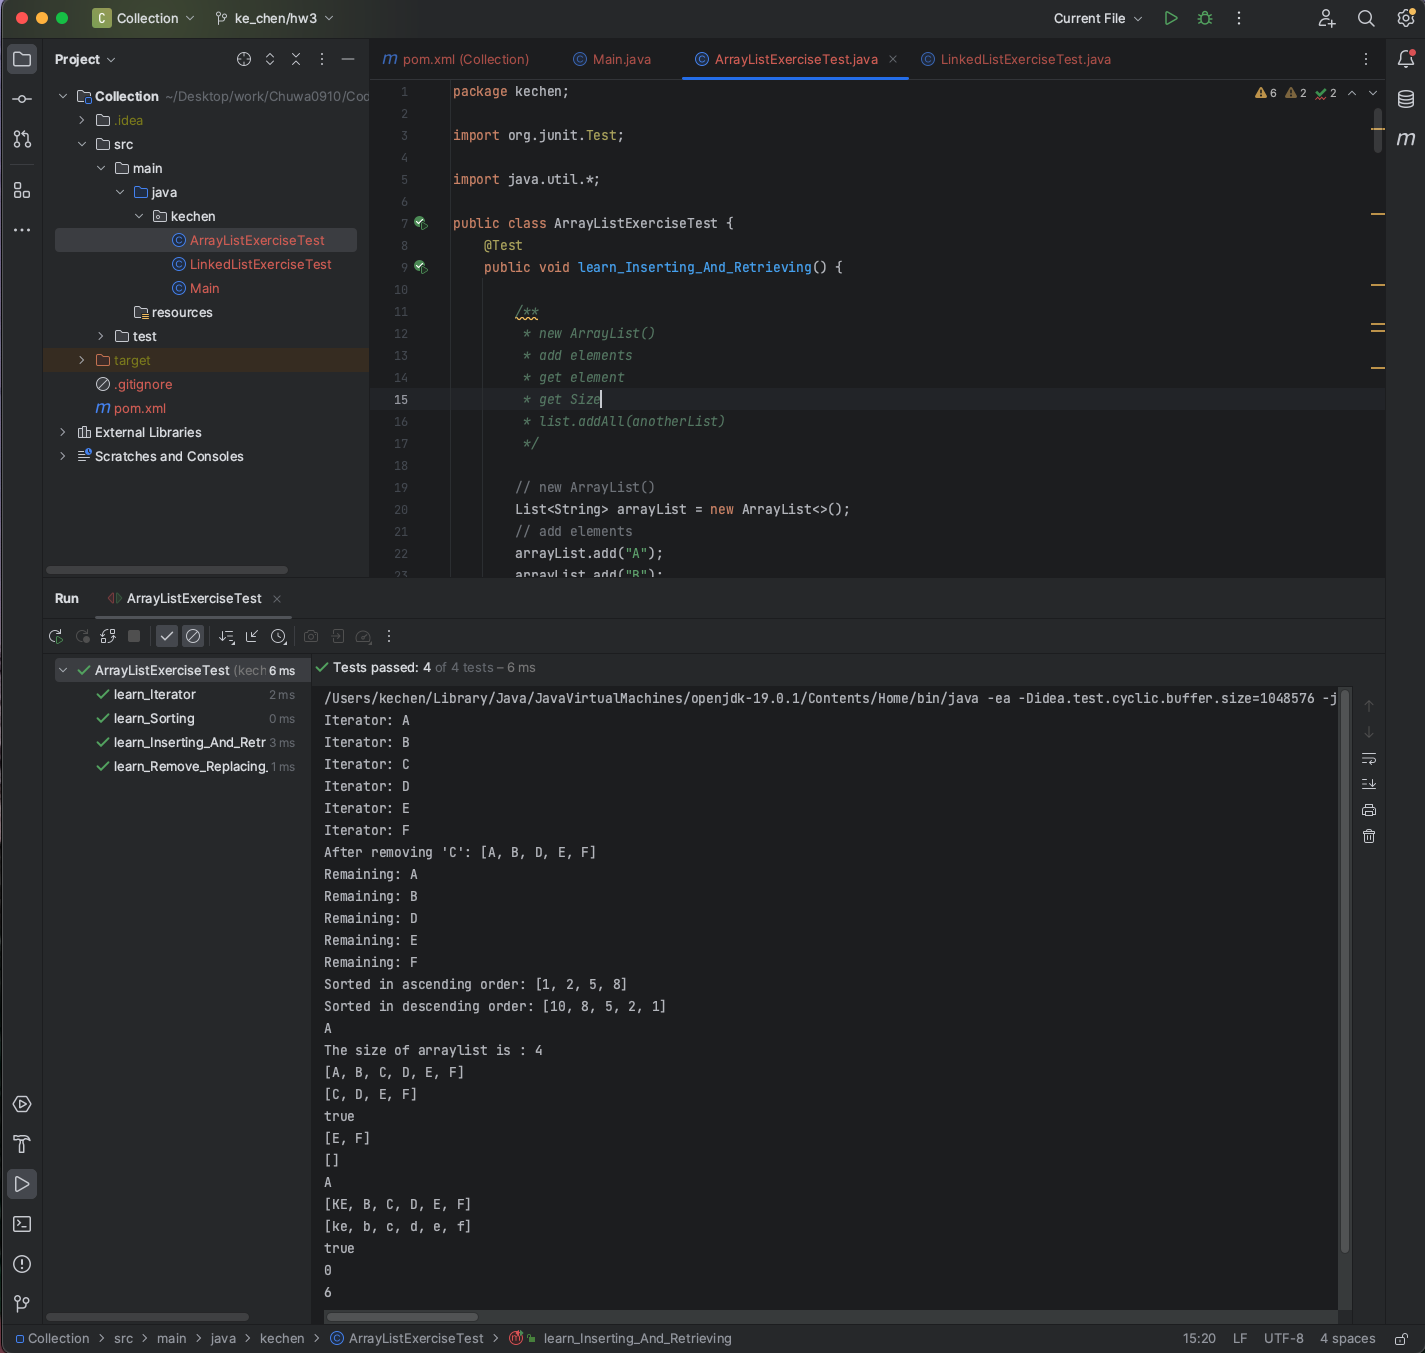 C Collection ke_chen/hw3 Current File
Project
pom.xml (Collection) Main.java ArrayListExerciseTest.java LinkedListExerciseTest.java
Collection ~/Desktop/work/Chuwa0910/Coo
.idea
src
main
java
kechen
ArrayListExerciseTest
LinkedListExerciseTest
Main
resources
test
target
.gitignore
pom.xml
External Libraries
Scratches and Consoles
6 2 2
1 package kechen;
2
3 import org.junit.Test;
4
5 import java.util.*;
6
7 public class ArrayListExerciseTest {
8 @Test
9 public void learn_Inserting_And_Retrieving() {
10
11 /**
12 * new ArrayList()
13 * add elements
14 * get element
15 * get Size
16 * list.addAll(anotherList)
17 */
18
19 // new ArrayList()
20 List<String> arrayList = new ArrayList<>();
21 // add elements
22 arrayList.add("A");
23 arrayList.add("B");
Run ArrayListExerciseTest
ArrayListExerciseTest (kech 6 ms
learn_Iterator 2 ms
learn_Sorting 0 ms
learn_Inserting_And_Retr 3 ms
learn_Remove_Replacing_ 1 ms
Tests passed: 4 of 4 tests – 6 ms
/Users/kechen/Library/Java/JavaVirtualMachines/openjdk-19.0.1/Contents/Home/bin/java -ea -Didea.test.cyclic.buffer.size=1048576 -j
Iterator: A
Iterator: B
Iterator: C
Iterator: D
Iterator: E
Iterator: F
After removing 'C': [A, B, D, E, F]
Remaining: A
Remaining: B
Remaining: D
Remaining: E
Remaining: F
Sorted in ascending order: [1, 2, 5, 8]
Sorted in descending order: [10, 8, 5, 2, 1]
A
The size of arraylist is : 4
[A, B, C, D, E, F]
[C, D, E, F]
true
[E, F]
[]
A
[KE, B, C, D, E, F]
[ke, b, c, d, e, f]
true
0
6
Collection > src > main > java > kechen > ArrayListExerciseTest > learn_Inserting_And_Retrieving 15:20 LF UTF-8 4 spaces